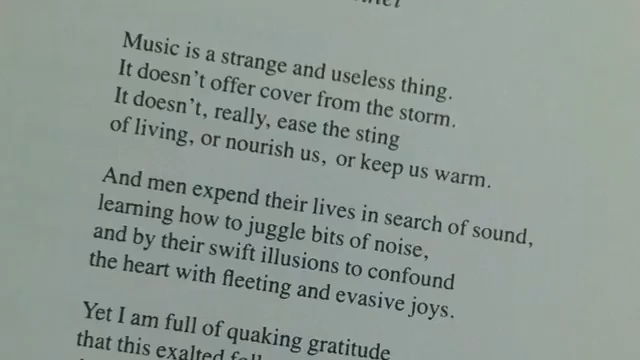 Music is a strange and useless thing.
It doesn't offer cover from the storm.
It doesn't, really, ease the sting
of living, or nourish us, or keep us warm.
And men expend their lives in search of sound,
learning how to juggle bits of noise,
and by their swift illusions to confound
the heart with fleeting and evasive joys.
Yet I am full of quaking gratitude
that this exalted